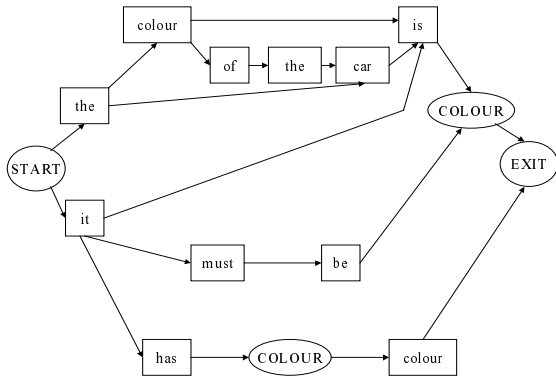 colour
is
of
the
car
the
COLOUR
START
EXIT
it
must
be
has
COLOUR
colour